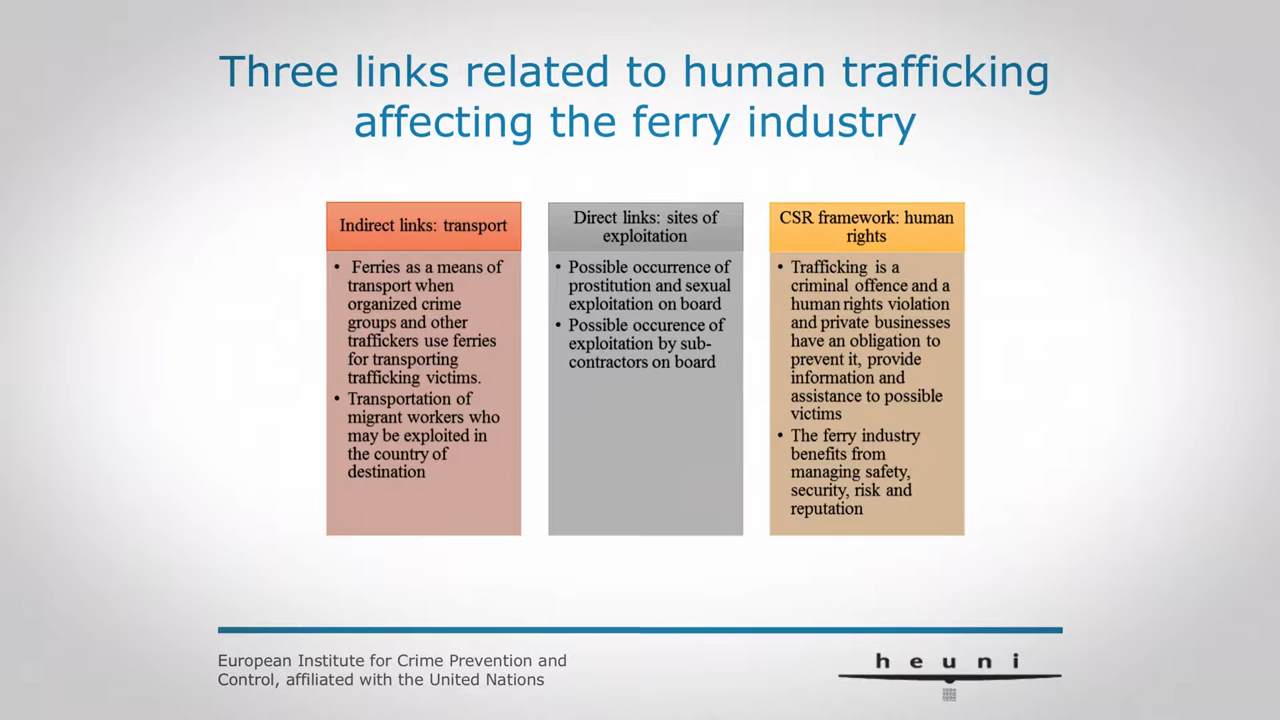 Three links related to human trafficking
affecting the ferry industry
Indirect links: transport
• Ferries as a means of
transport when
organized crime
groups and other
traffickers use ferries
for transporting
trafficking victims.
• Transportation of
migrant workers who
may be exploited in
the country of
destination
Direct links: sites of
exploitation
• Possible occurrence of
prostitution and sexual
exploitation on board
• Possible occurence of
exploitation by sub-
contractors on board
CSR framework: human
rights
• Trafficking is a
criminal offence and a
human rights violation
and private businesses
have an obligation to
prevent it, provide
information and
assistance to possible
victims
• The ferry industry
benefits from
managing safety,
security, risk and
reputation
European Institute for Crime Prevention and
Control, affiliated with the United Nations
heuni